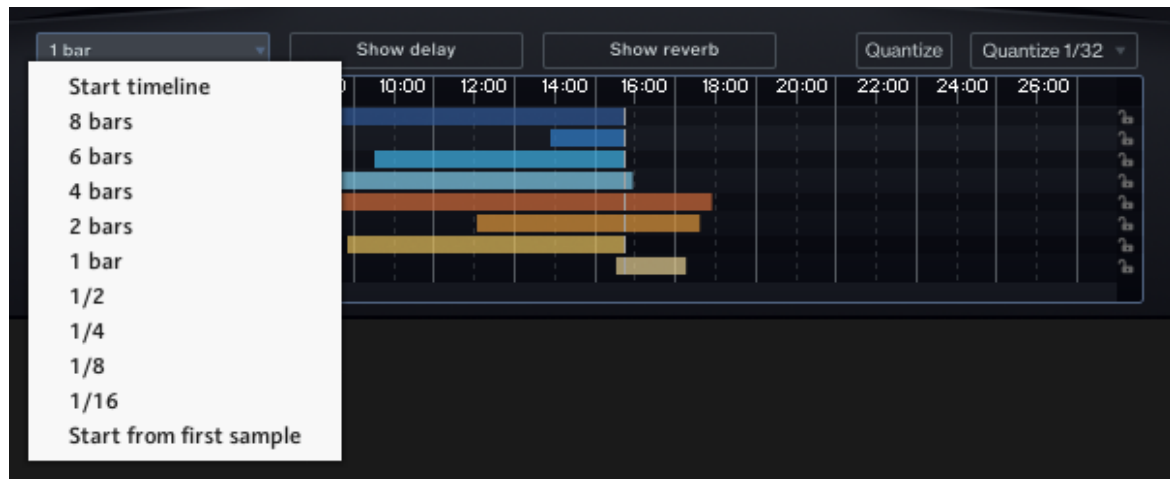 1 bar Show delay Show reverb Quantize Quantize 1/32
10:00 12:00 14:00 16:00 18:00 20:00 22:00 24:00 26:00
Start timeline
8 bars
6 bars
4 bars
2 bars
1 bar
1/2
1/4
1/8
1/16
Start from first sample